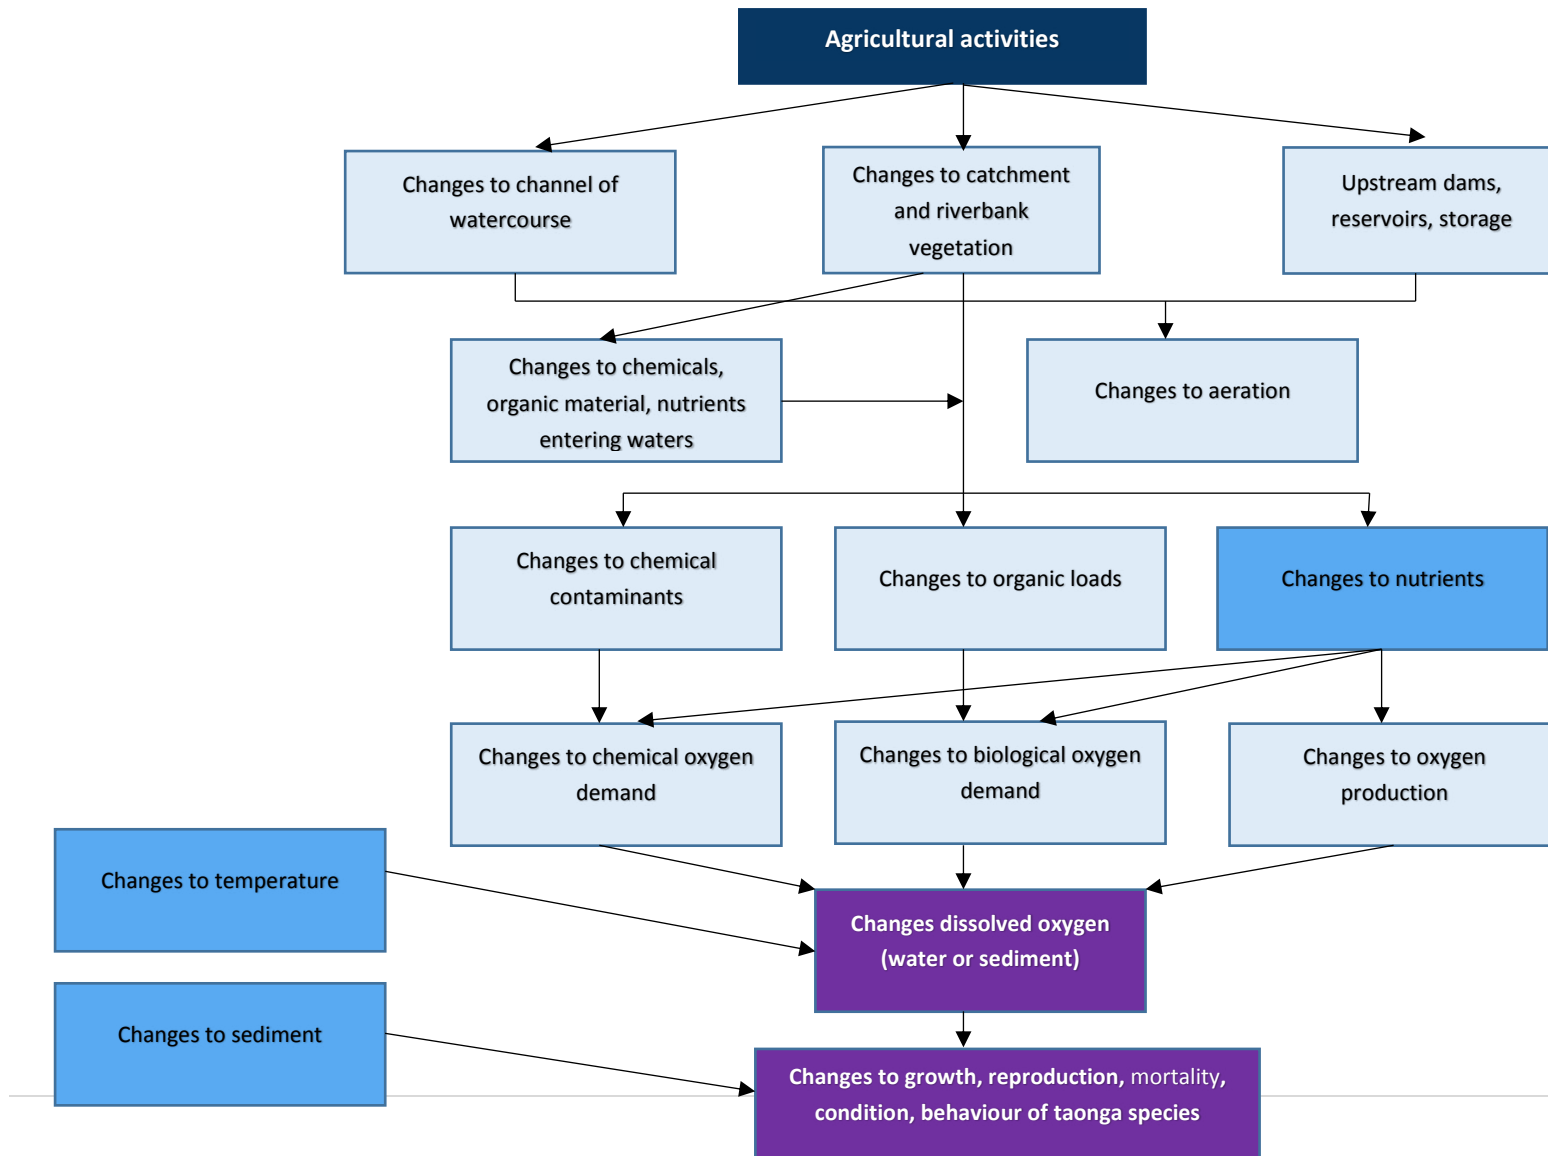 Agricultural activities
Changes to channel of
watercourse
Changes to catchment
and riverbank
vegetation
Upstream dams,
reservoirs, storage
Changes to chemicals,
organic material, nutrients
entering waters
Changes to aeration
Changes to chemical
contaminants
Changes to organic loads
Changes to nutrients
Changes to chemical oxygen
demand
Changes to biological oxygen
demand
Changes to oxygen
production
Changes to temperature
Changes dissolved oxygen
(water or sediment)
Changes to sediment
Changes to growth, reproduction, mortality,
condition, behaviour of taonga species